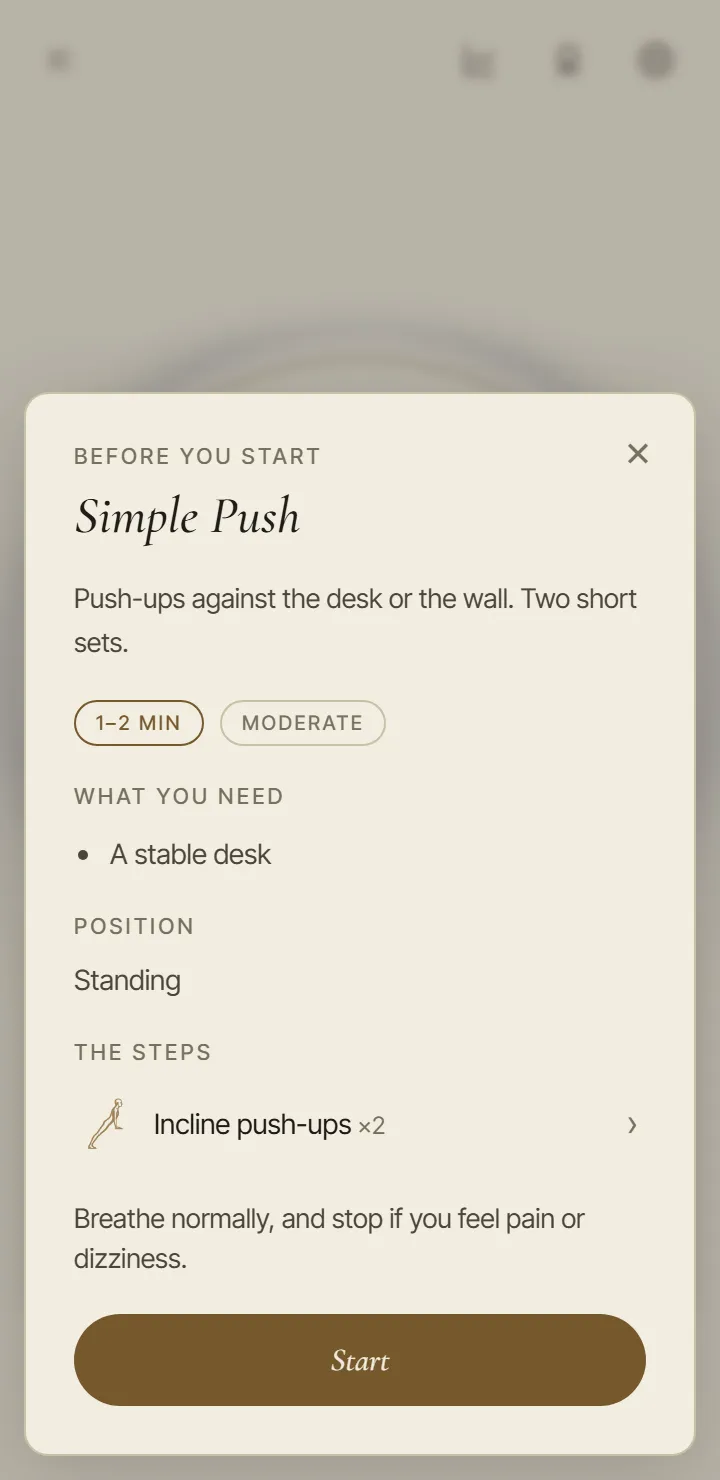 BEFORE YOU START
Simple Push
Push-ups against the desk or the wall. Two short
sets.
1–2 MIN
MODERATE
WHAT YOU NEED
• A stable desk
POSITION
Standing
THE STEPS
Incline push-ups ×2
Breathe normally, and stop if you feel pain or
dizziness.
Start